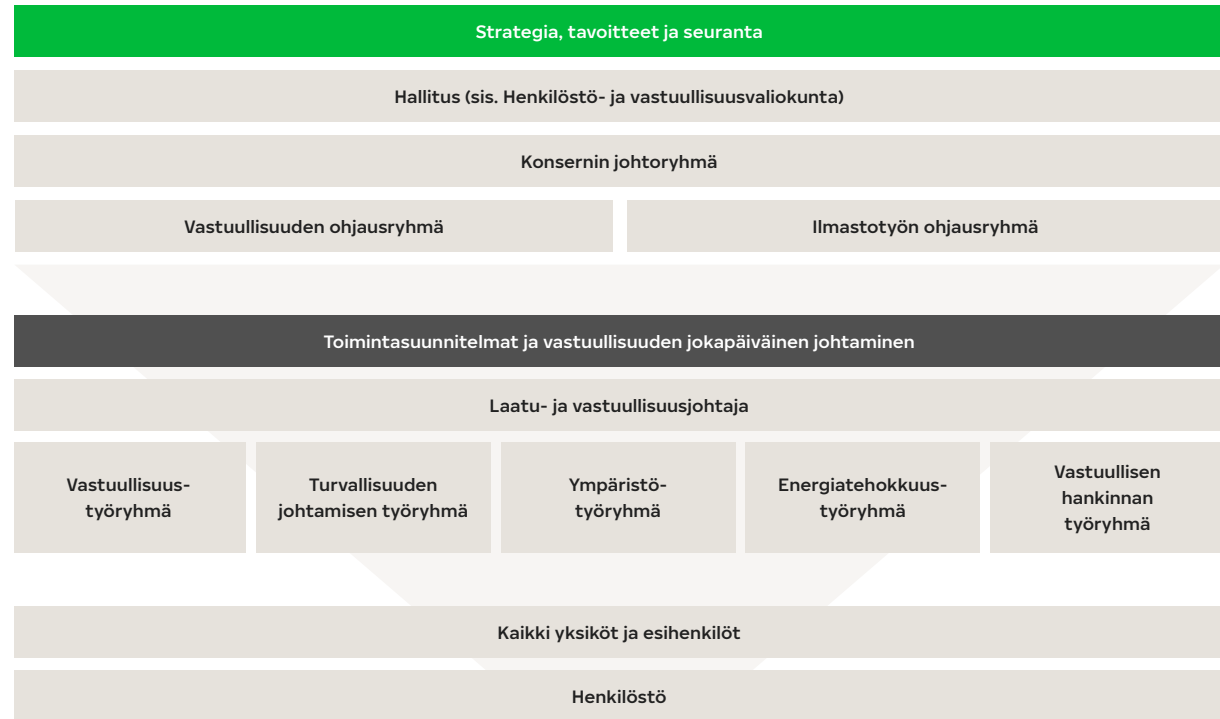 Strategia, tavoitteet ja seuranta
Hallitus (sis. Henkilöstö- ja vastuullisuusvaliokunta)
Konsernin johtoryhmä
Vastuullisuuden ohjausryhmä
Ilmastotyön ohjausryhmä
Toimintasuunnitelmat ja vastuullisuuden jokapäiväinen johtaminen
Laatu- ja vastuullisuusjohtaja
Vastuullisuus-
työryhmä
Turvallisuuden
johtamisen työryhmä
Ympäristö-
työryhmä
Energiatehokkuus-
työryhmä
Vastuullisen
hankinnan
työryhmä
Kaikki yksiköt ja esihenkilöt
Henkilöstö